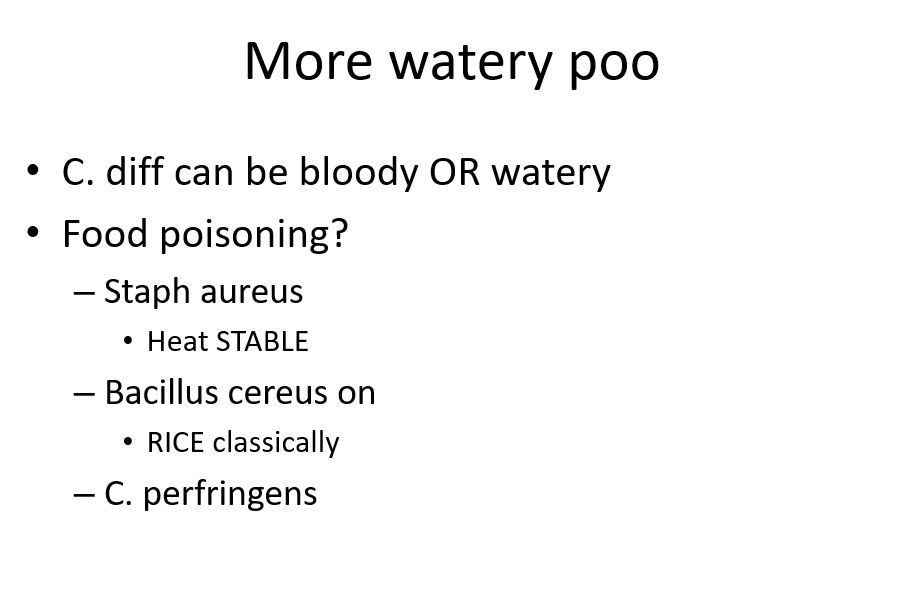 More watery poo
• C. diff can be bloody OR watery
• Food poisoning?
– Staph aureus
• Heat STABLE
– Bacillus cereus on
• RICE classically
– C. perfringens